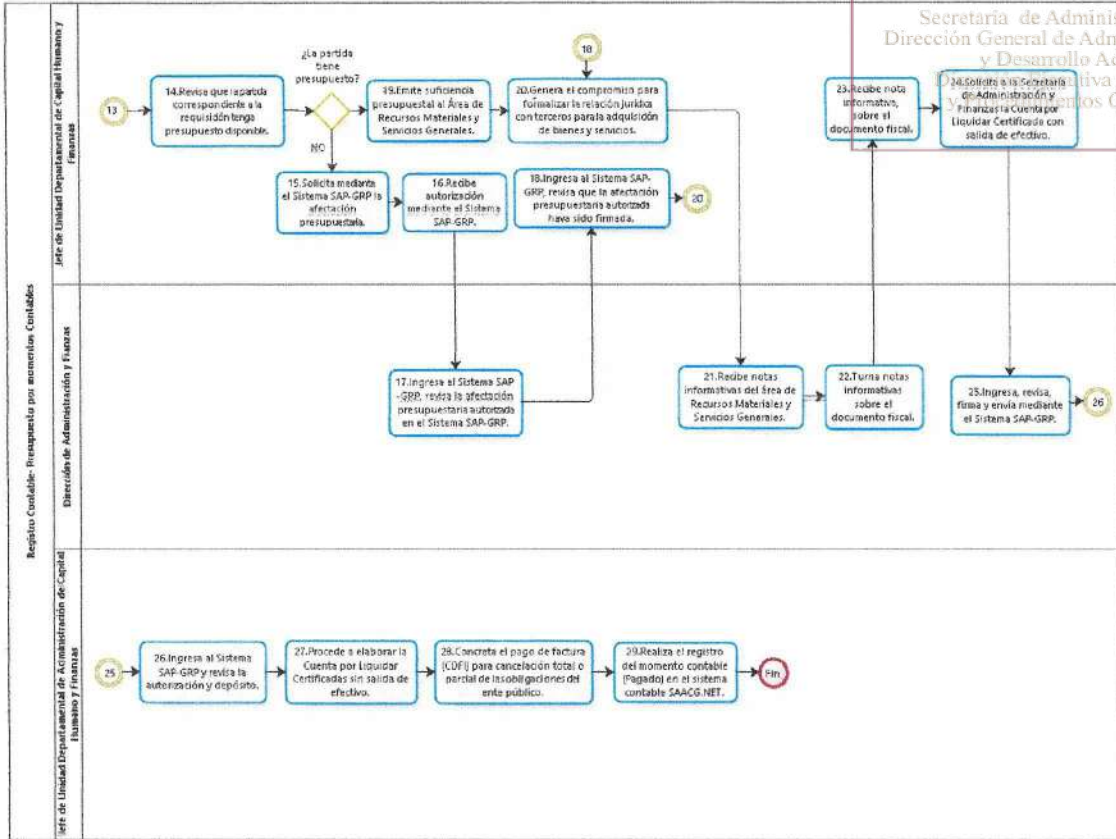 Secretaría de Adminis
Dirección General de Adm
y Desarrollo Ad
Registro Contable- Presupuesto por momentos Contables
Jefe de Unidad Departamental de Capital Humano y
Finanzas
13
14.Revisa que la partida
correspondiente a la
requisición tenga
presupuesto disponible.
¿La partida
tiene
presupuesto?
NO
19.Emite suficiencia
presupuestal al Área de
Recursos Materiales y
Servicios Generales.
18
20.Genera el compromiso para
formalizar la relación jurídica
con terceros para la adquisición
de bienes y servicios.
23.Recibe nota
informativa, sobre el
documento fiscal.
24.Solicita a la Secretaría
de Administración y
Finanzas la Cuenta por
Liquidar Certificada con
salida de efectivo.
15.Solicita mediante
el Sistema SAP-GRP la
afectación
presupuestaria.
16.Recibe
autorización
mediante el Sistema
SAP-GRP.
18.Ingresa al Sistema SAP-
GRP, revisa que la afectación
presupuestaria autorizada
haya sido firmada.
20
Dirección de Administración y Fianzas
17.Ingresa al Sistema SAP
-GRP, revisa la afectación
presupuestaria autorizada
en el Sistema SAP-GRP.
21.Recibe notas
informativas del área de
Recursos Materiales y
Servicios Generales.
22.Turna notas
informativas
sobre el
documento fiscal.
25.Ingresa, revisa,
firma y envía mediante
el Sistema SAP-GRP.
26
Jefe de Unidad Departamental de Administración de Capital
Humano y Finanzas
25
26.Ingresa al Sistema
SAP-GRP y revisa la
autorización y depósito.
27.Procede a elaborar la
Cuenta por Liquidar
Certificadas sin salida de
efectivo.
28.Concreta el pago de factura
(CDFI) para cancelación total o
parcial de las obligaciones del
ente público.
29.Realiza el registro
del momento contable
(Pagado) en el sistema
contable SAACG.NET.
Fin